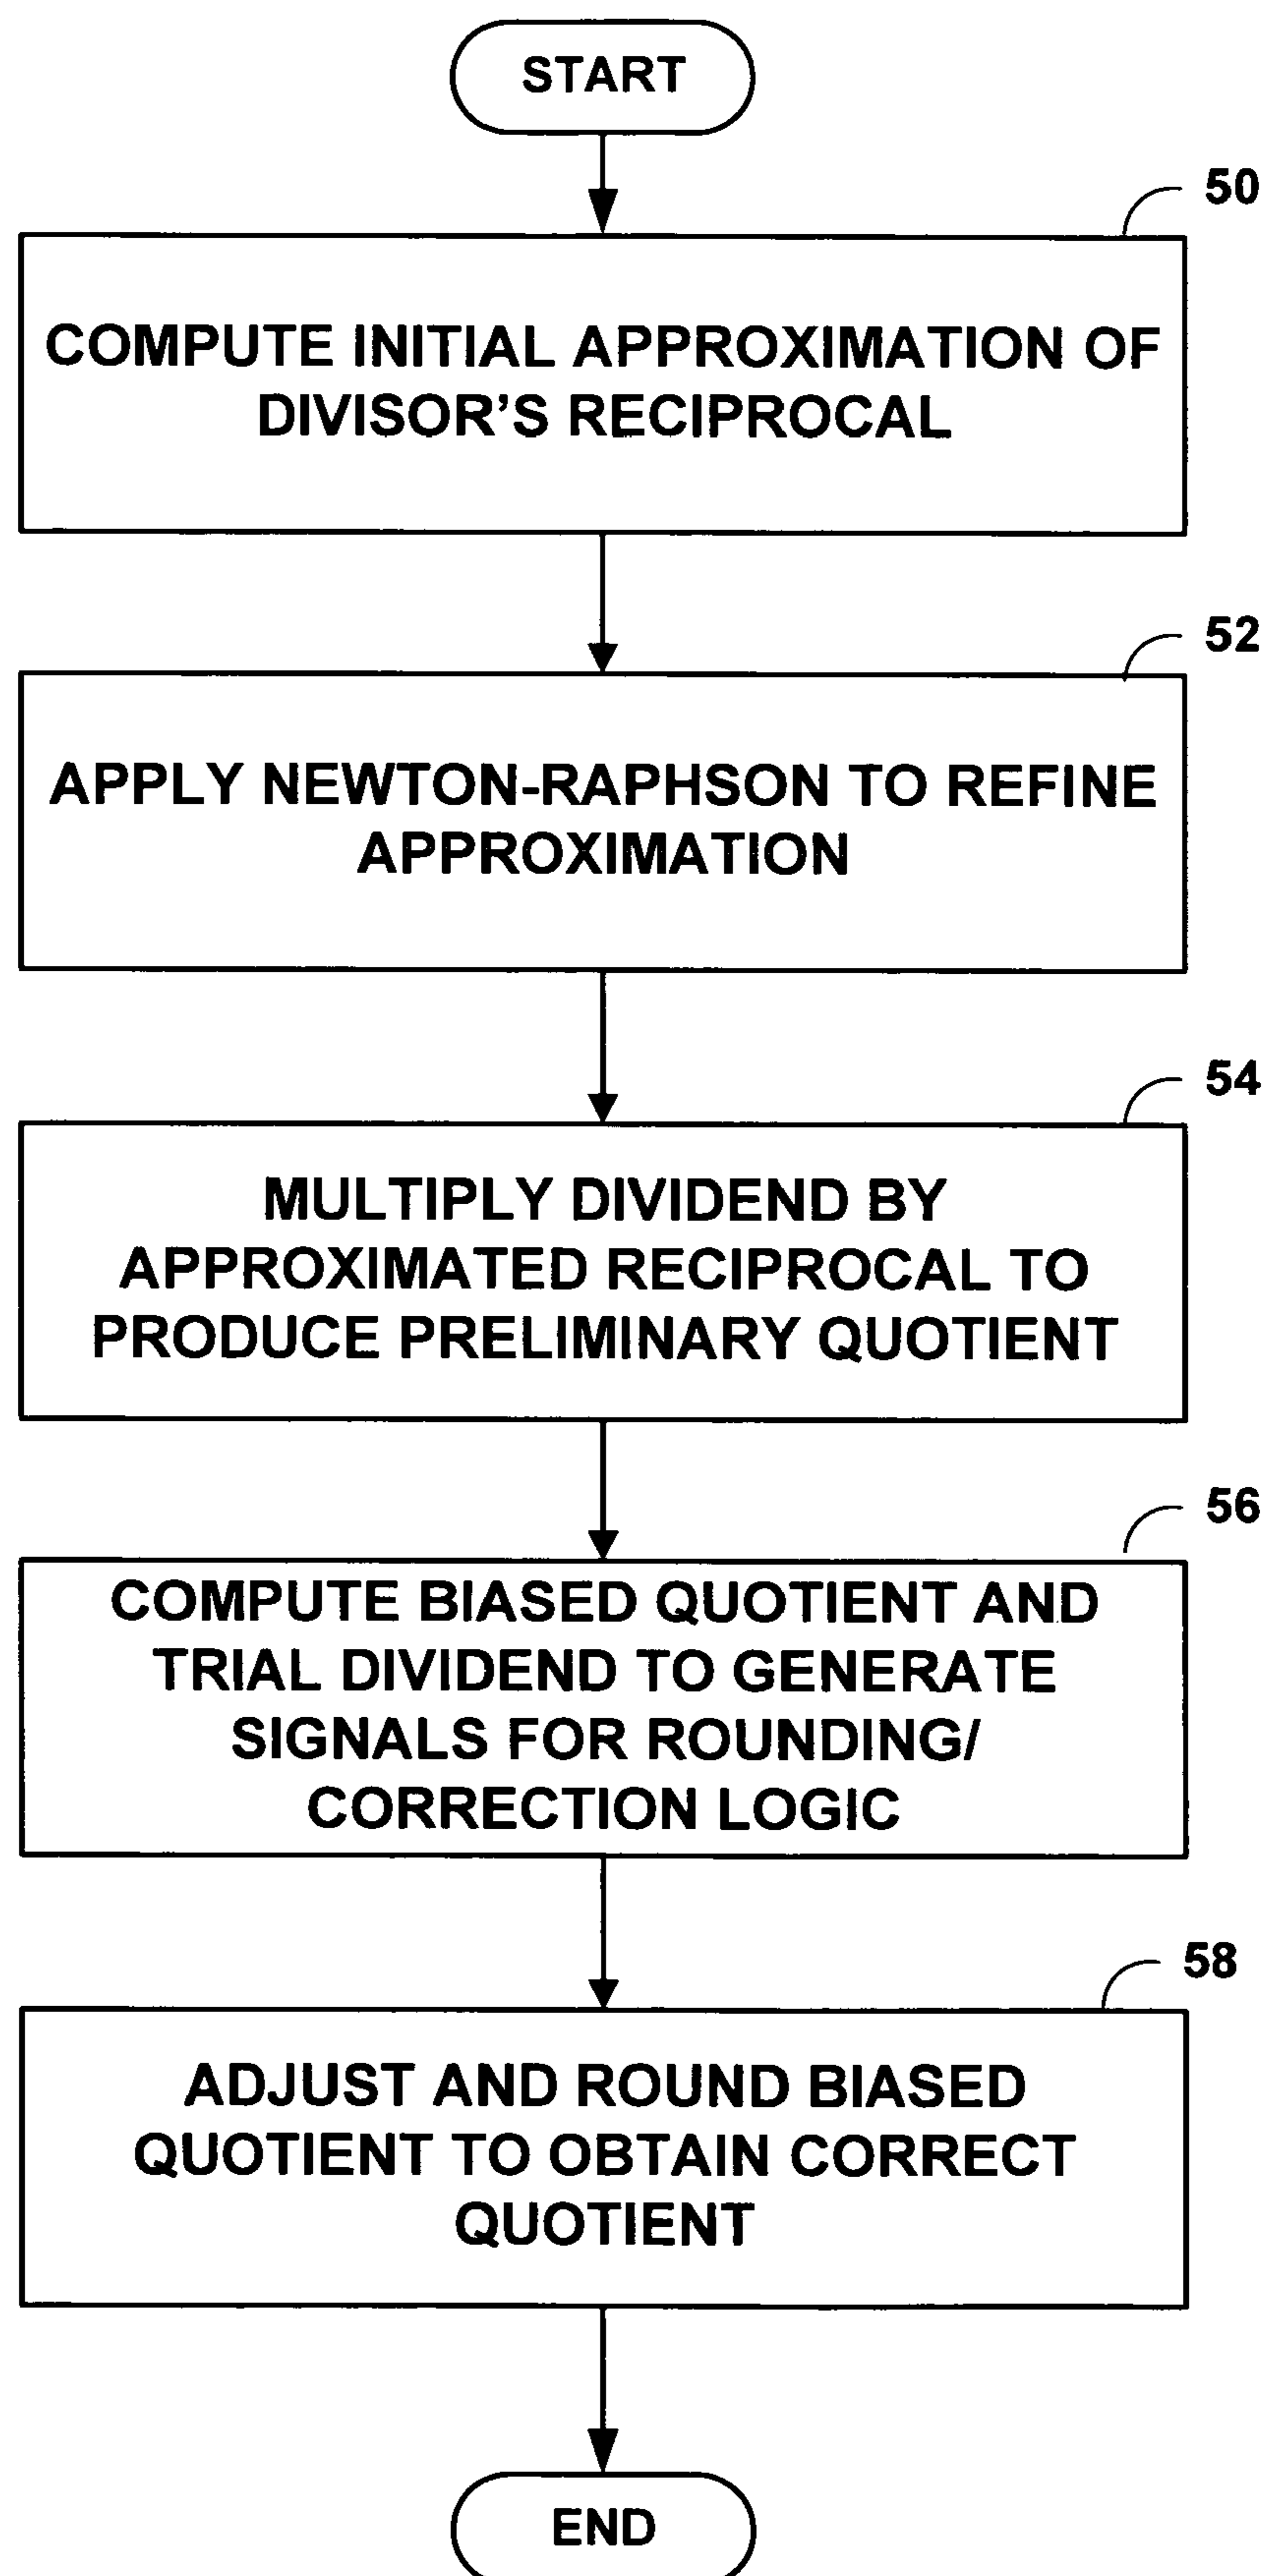 START
50
COMPUTE INITIAL APPROXIMATION OF
DIVISOR'S RECIPROCAL
52
APPLY NEWTON-RAPHSON TO REFINE
APPROXIMATION
54
MULTIPLY DIVIDEND BY
APPROXIMATED RECIPROCAL TO
PRODUCE PRELIMINARY QUOTIENT
56
COMPUTE BIASED QUOTIENT AND
TRIAL DIVIDEND TO GENERATE
SIGNALS FOR ROUNDING/
CORRECTION LOGIC
58
ADJUST AND ROUND BIASED
QUOTIENT TO OBTAIN CORRECT
QUOTIENT
END